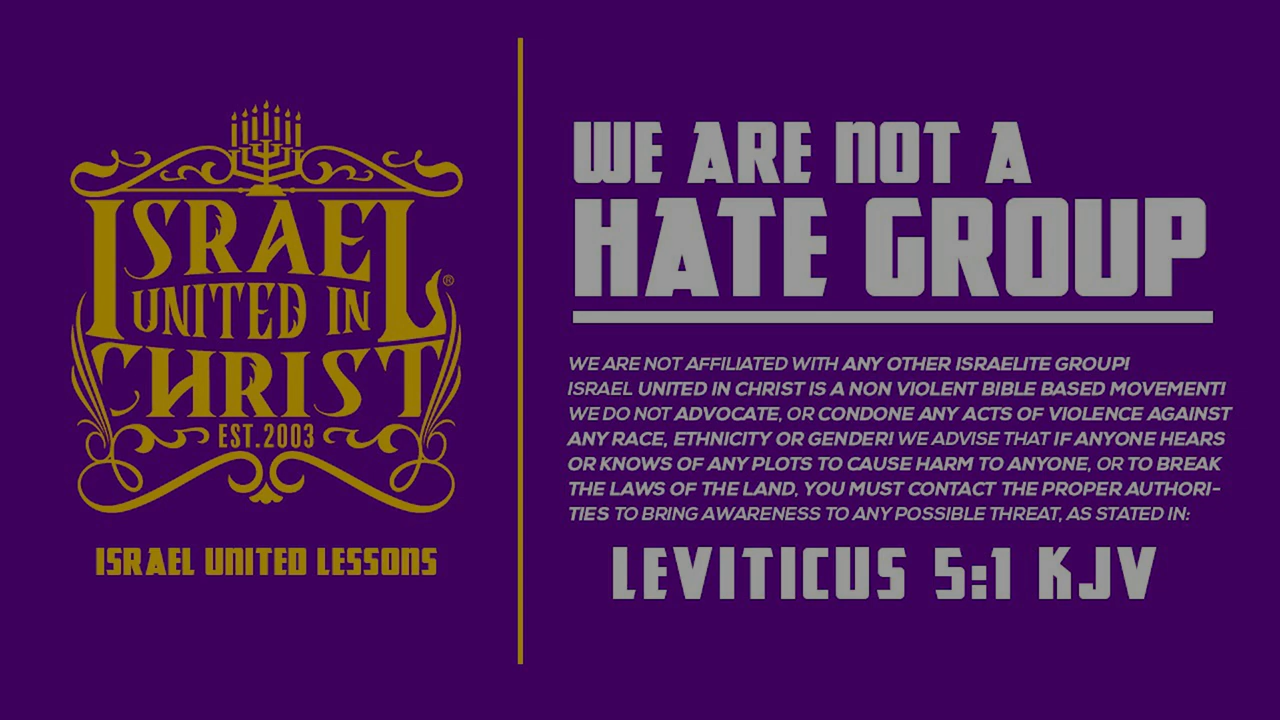 ISRAEL
UNITED IN
CHRIST
®
EST.2003
ISRAEL UNITED LESSONS
WE ARE NOT A
HATE GROUP
WE ARE NOT AFFILIATED WITH ANY OTHER ISRAELITE GROUP!
ISRAEL UNITED IN CHRIST IS A NON VIOLENT BIBLE BASED MOVEMENT!
WE DO NOT ADVOCATE, OR CONDONE ANY ACTS OF VIOLENCE AGAINST
ANY RACE, ETHNICITY OR GENDER! WE ADVISE THAT IF ANYONE HEARS
OR KNOWS OF ANY PLOTS TO CAUSE HARM TO ANYONE, OR TO BREAK
THE LAWS OF THE LAND, YOU MUST CONTACT THE PROPER AUTHORI-
TIES TO BRING AWARENESS TO ANY POSSIBLE THREAT, AS STATED IN:
LEVITICUS 5:1 KJV